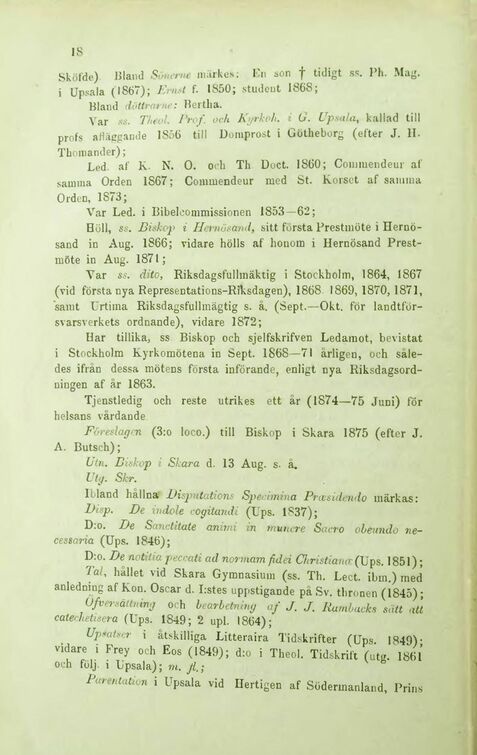 18
Sköfde). Bland Sönerne märkes: En son † tidigt ss. Ph. Mag.
i Upsala (1867); Ernst f. 1850; student 1868;
Bland döttrarne: Bertha.
Var ss. Theol. Prof. och Kyrkoh. i G. Upsala, kallad till
profs afläggande 1856 till Domprost i Götheborg (efter J. H.
Thomander);
Led. af K. N. O. och Th Doct. 1860; Commendeur af
samma Orden 1867; Commendeur med St. Korset af samma
Orden, 1873;
Var Led. i Bibelcommissionen 1853—62;
Höll, ss. Biskop i Hernösand, sitt första Prestmöte i Hernö-
sand in Aug. 1866; vidare hölls af honom i Hernösand Prest-
möte in Aug. 1871;
Var ss. dito, Riksdagsfullmäktig i Stockholm, 1864, 1867
(vid första nya Representations-Riksdagen), 1868. 1869, 1870, 1871,
samt Urtima Riksdagsfullmägtig s. å. (Sept.—Okt. för landtför-
svarsverkets ordnande), vidare 1872;
Har tillika, ss Biskop och sjelfskrifven Ledamot, bevistat
i Stockholm Kyrkomötena in Sept. 1868—71 årligen, och såle-
des ifrån dessa mötens första införande, enligt nya Riksdagsord-
ningen af år 1863.
Tjenstledig och reste utrikes ett år (1874—75 Juni) för
helsans vårdande
Föreslagen (3:o loco.) till Biskop i Skara 1875 (efter J.
A. Butsch);
Utn. Biskop i Skara d. 13 Aug. s. å.
Utg. Skr.
Ibland hållna Disputations Specimina Præsidendo märkas:
Disp. De indole cogitandi (Ups. 1837);
D:o. De Sanctitate animi in munere Sacro obeundo ne-
cessaria (Ups. 1846);
D:o. De notitia peccati ad normam fidei Christianæ (Ups. 1851);
Tal, hållet vid Skara Gymnasium (ss. Th. Lect. ibm.) med
anledning af Kon. Oscar d. I:stes uppstigande på Sv. thronen (1845);
Öfversättning och bearbetning af J. J. Rambacks sätt att
catechetisera (Ups. 1849; 2 upl. 1864);
Upsatser i åtskilliga Litteraira Tidskrifter (Ups. 1849);
vidare i Frey och Eos (1849); d:o i Theol. Tidskrift (utg. 1861
och följ. i Upsala); m. fl.;
Parentation i Upsala vid Hertigen af Södermanland, Prins